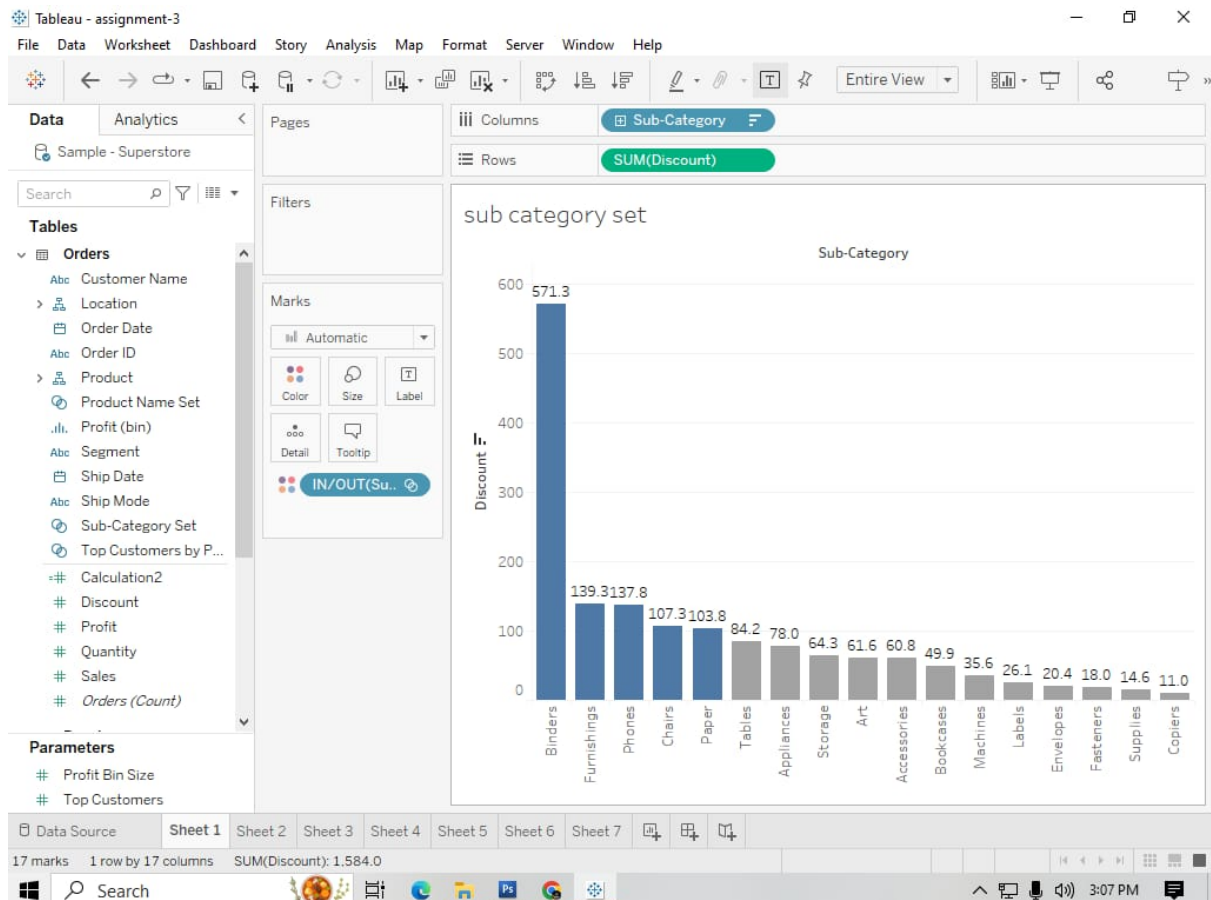 Tableau - assignment-3
File Data Worksheet Dashboard Story Analysis Map Format Server Window Help
Entire View
Data Analytics
Sample - Superstore
Search
Tables
Orders
Abc Customer Name
Location
Order Date
Abc Order ID
Product
Product Name Set
Profit (bin)
Abc Segment
Ship Date
Abc Ship Mode
Sub-Category Set
Top Customers by P...
=# Calculation2
# Discount
# Profit
# Quantity
# Sales
# Orders (Count)
Parameters
# Profit Bin Size
# Top Customers
Pages
Filters
Marks
Automatic
Color Size Label
Detail Tooltip
IN/OUT(Su..
Columns Sub-Category
Rows SUM(Discount)
sub category set
Sub-Category
Discount
600
500
400
300
200
100
0
571.3
139.3 137.8
107.3 103.8
84.2 78.0
64.3 61.6 60.8
49.9
35.6
26.1
20.4 18.0 14.6 11.0
Binders
Furnishings
Phones
Chairs
Paper
Tables
Appliances
Storage
Art
Accessories
Bookcases
Machines
Labels
Envelopes
Fasteners
Supplies
Copiers
Data Source Sheet 1 Sheet 2 Sheet 3 Sheet 4 Sheet 5 Sheet 6 Sheet 7
17 marks 1 row by 17 columns SUM(Discount): 1,584.0
Search
Ps
3:07 PM